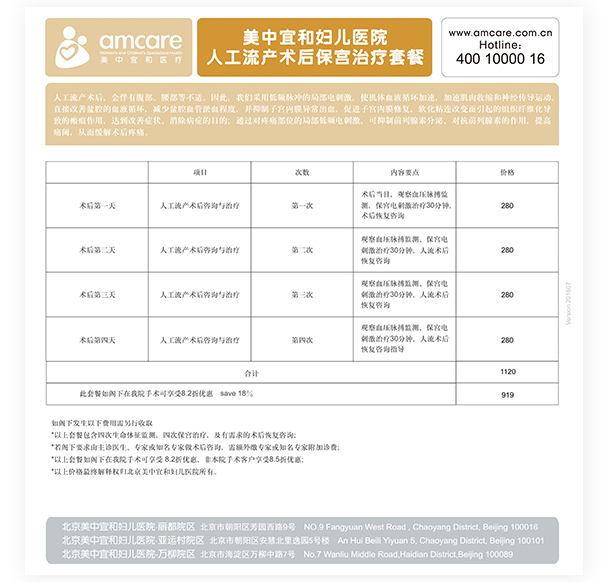 amcare
Women's and Children's Specialized Health
美中宜和医疗
美中宜和妇儿医院
人工流产术后保宫治疗套餐
www.amcare.com.cn
Hotline:
400 10000 16
人工流产术后，会伴有腹部、腰部等不适。因此，我们采用低频脉冲的局部电刺激，使机体血液循环加速，加速肌肉收缩和神经传导运动,
直接改善盆腔的血液循环，减少盆腔血管淤血程度，并抑制子宫内膜异常出血，促进子宫内膜修复，软化粘连改变而引起的组织纤维化导
致的瘢痕作用，达到改善症状、消除病症的目的；通过对疼痛部位的局部低频电刺激，可抑制前列腺素分泌、对抗前列腺素的作用，提高
痛阈，从而缓解术后疼痛。
项目 次数 内容要点 价格
术后第一天 人工流产术后咨询与治疗 第一次 术后当日，观察血压脉搏监
测，保宫电刺激治疗30分钟,
术后恢复咨询 280
术后第二天 人工流产术后咨询与治疗 第二次 观察血压脉搏监测、保宫电
刺激治疗30分钟、人流术后
恢复咨询 280
术后第三天 人工流产术后咨询与治疗 第三次 观察血压脉搏监测、保宫电
刺激治疗30分钟、人流术后
恢复咨询 280
术后第四天 人工流产术后咨询与治疗 第四次 观察血压脉搏监测、保宫电
刺激治疗30分钟、人流术后
恢复咨询指导 280
合计 1120
此套餐如阁下在我院手术可享受8.2折优惠 save 18% 919
Version 201607
如阁下发生以下费用需另行收取
*以上套餐包含四次生命体征监测，四次保宫治疗，及有需求的术后恢复咨询;
*若阁下要求由主诊医生、专家或知名专家做术后咨询，需额外缴专家或知名专家附加诊费;
*以上套餐如阁下在我院手术可享受 8.2折优惠，非本院手术客户享受8.5折优惠;
*以上价格最终解释权归北京美中宜和妇儿医院所有。
北京美中宜和妇儿医院-丽都院区 北京市朝阳区芳园西路9号 NO.9 Fangyuan West Road , Chaoyang District, Beijing 100016
北京美中宜和妇儿医院-亚运村院区 北京市朝阳区安慧北里逸园5号楼 An Hui Beili Yiyuan 5, Chaoyang District, Beijing 100101
北京美中宜和妇儿医院-万柳院区 北京市海淀区万柳中路7号 No.7 Wanliu Middle Road,Haidian District,Beijing 100089